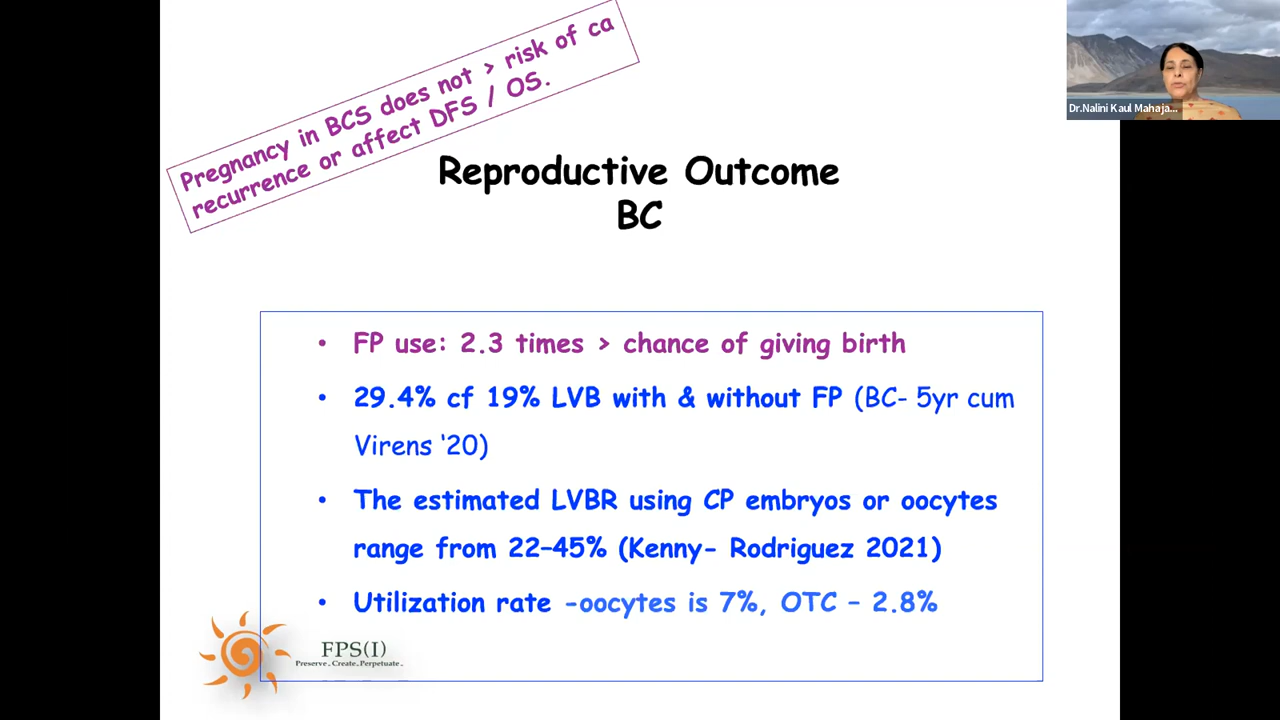 Pregnancy in BCS does not > risk of ca
recurrence or affect DFS / OS.
Dr.Nalini Kaul Mahaja...
Reproductive Outcome
BC
• FP use: 2.3 times > chance of giving birth
• 29.4% cf 19% LVB with & without FP (BC- 5yr cum
Virens ‘20)
• The estimated LVBR using CP embryos or oocytes
range from 22–45% (Kenny- Rodriguez 2021)
• Utilization rate -oocytes is 7%, OTC – 2.8%
FPS(I)
Preserve. Create. Perpetuate.